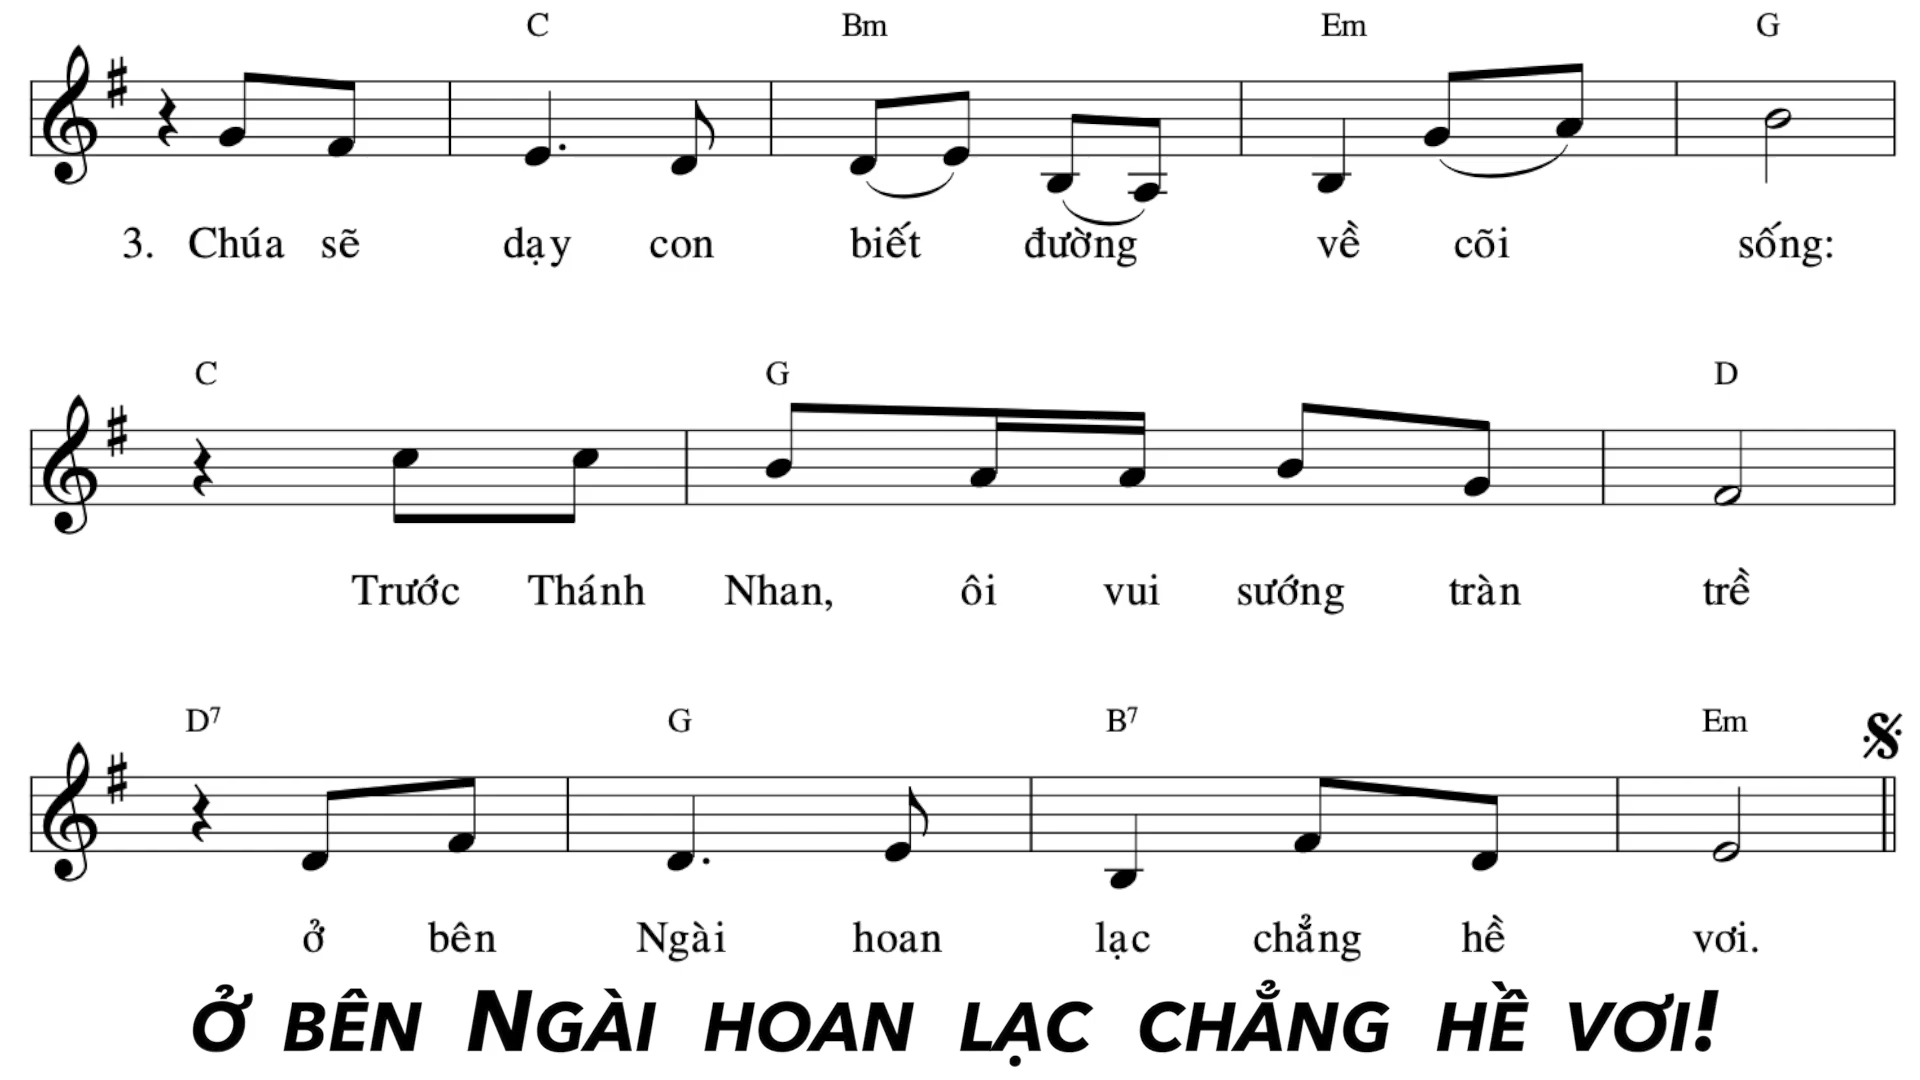 C Bm Em G
3. Chúa sẽ dạy con biết đường về cõi sống:
C G D
Trước Thánh Nhan, ôi vui sướng tràn trề
D7 G B7 Em
ở bên Ngài hoan lạc chẳng hề vơi.
Ở BÊN NGÀI HOAN LẠC CHẲNG HỀ VƠI!